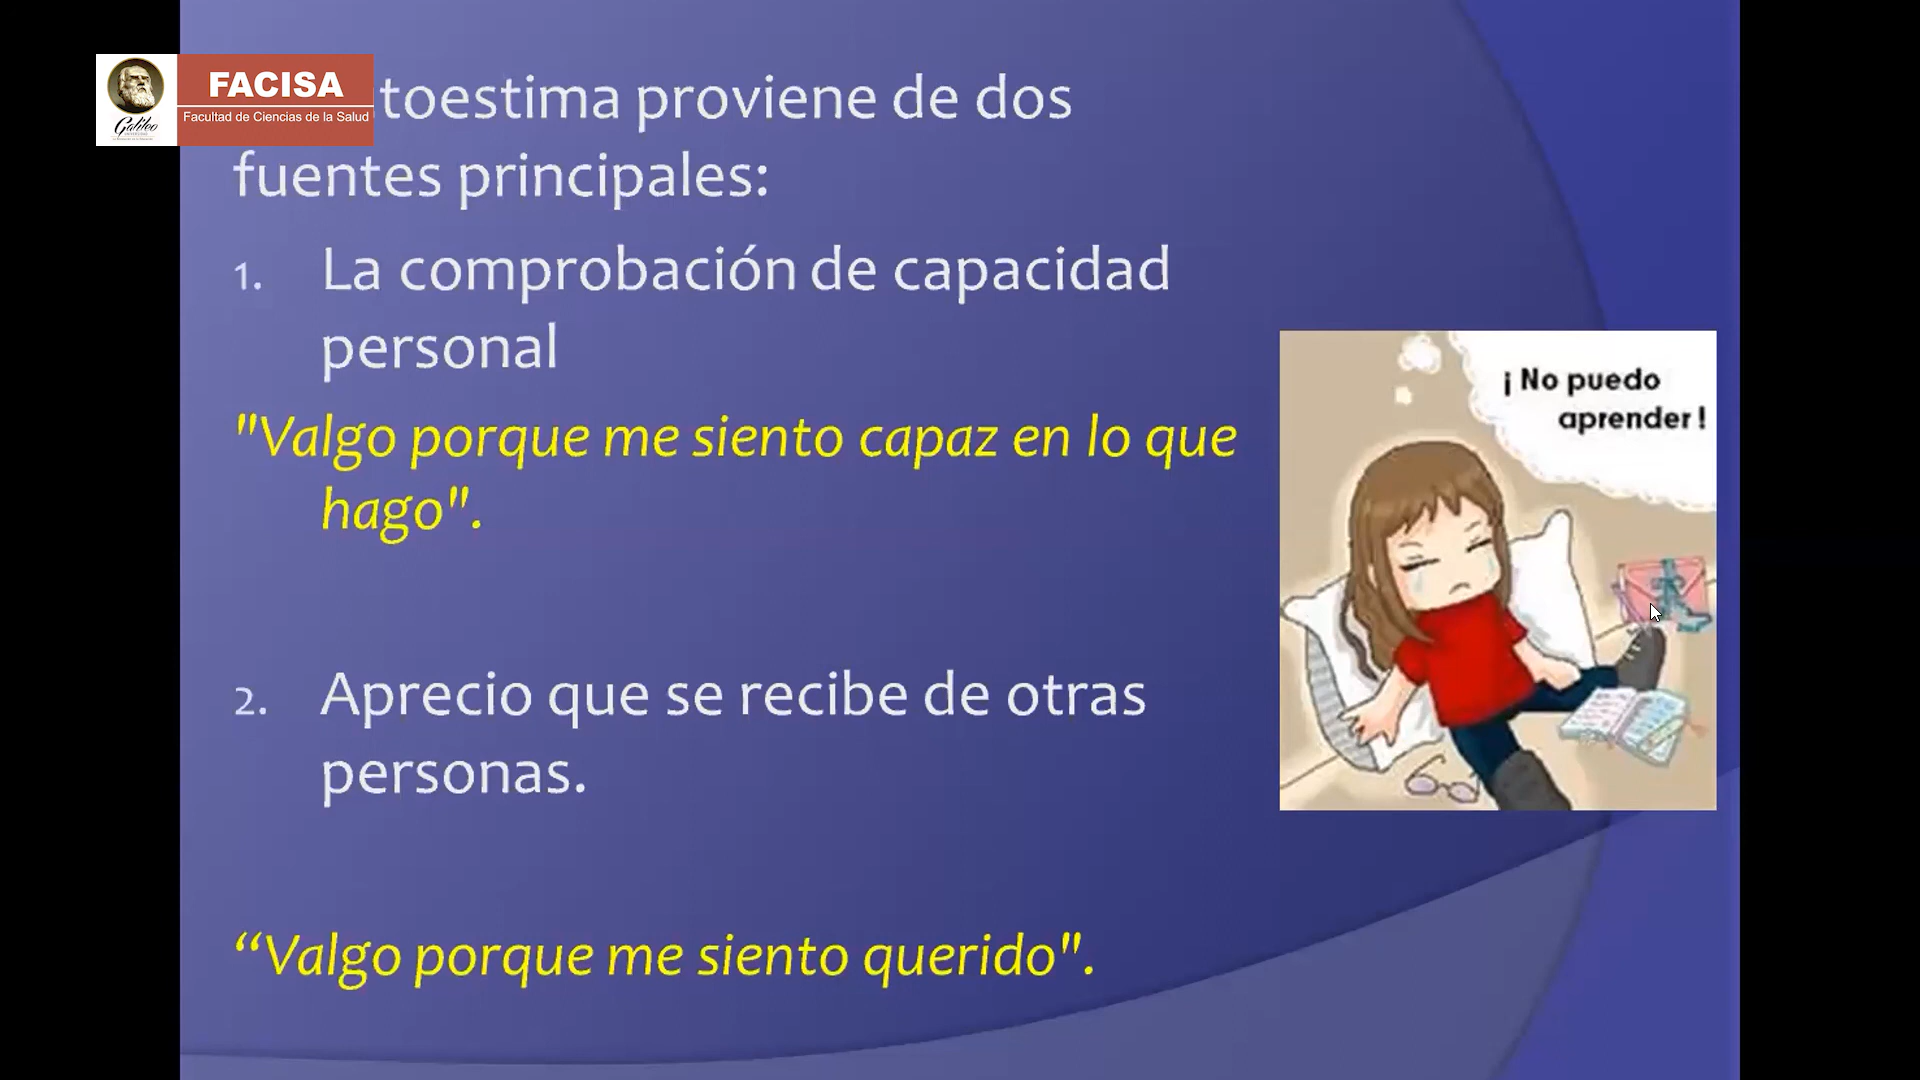 FACISA
Facultad de Ciencias de la Salud
Galileo
toestima proviene de dos
fuentes principales:
1. La comprobación de capacidad
personal
"Valgo porque me siento capaz en lo que
hago".
2. Aprecio que se recibe de otras
personas.
“Valgo porque me siento querido".
¡ No puedo
aprender !